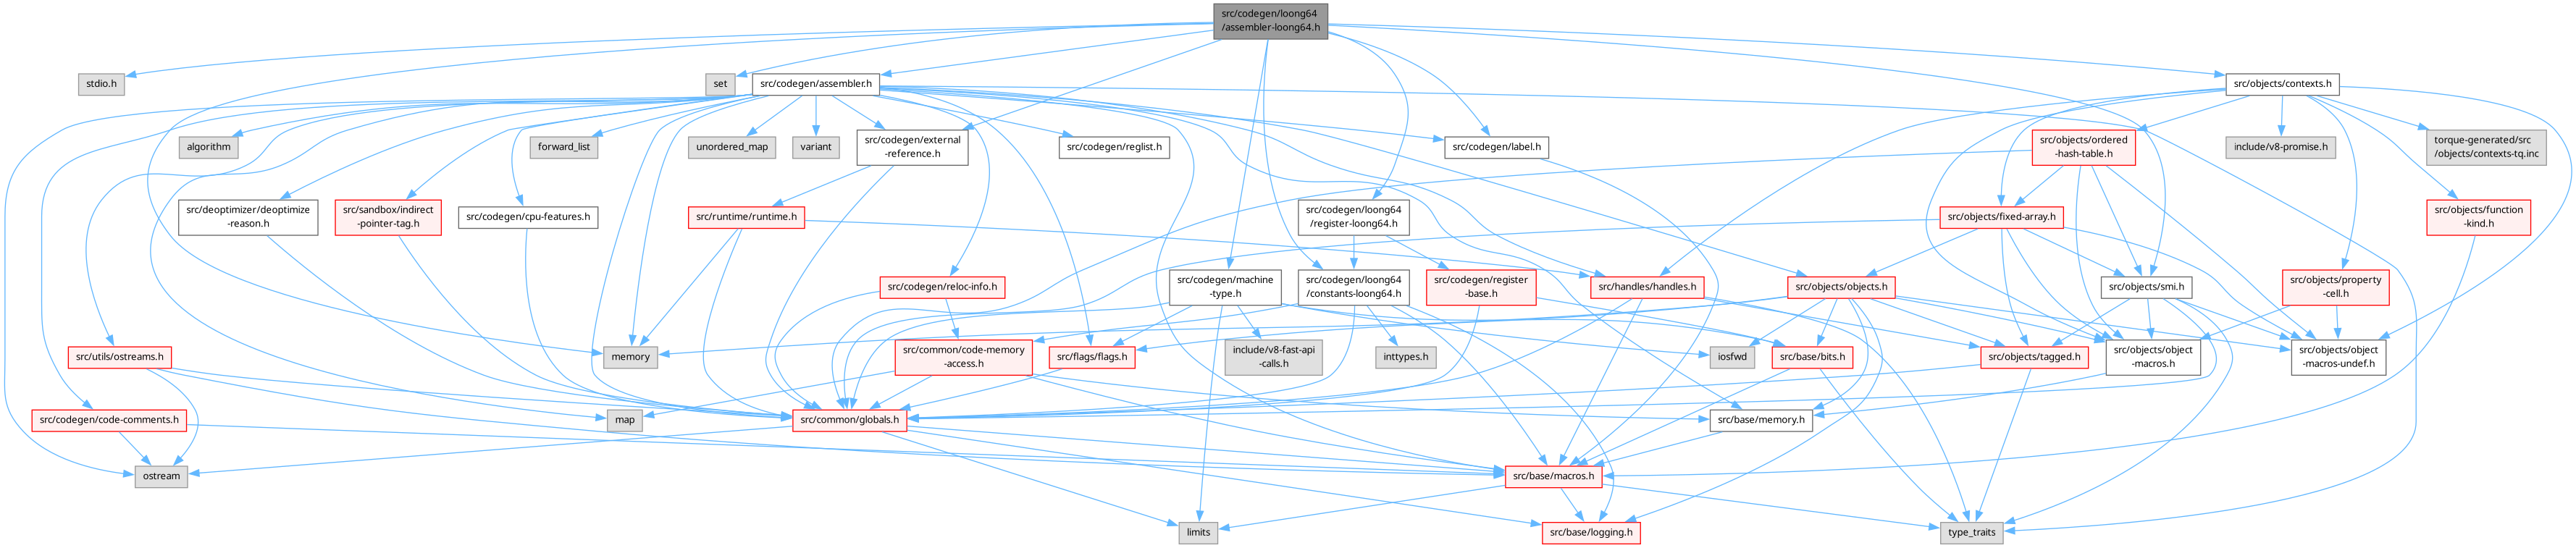 src/codegen/loong64
/assembler-loong64.h
stdio.h
set
src/codegen/assembler.h
src/objects/contexts.h
algorithm
forward_list
unordered_map
variant
src/codegen/external
-reference.h
src/codegen/reglist.h
src/codegen/label.h
src/objects/ordered
-hash-table.h
include/v8-promise.h
torque-generated/src
/objects/contexts-tq.inc
src/deoptimizer/deoptimize
-reason.h
src/sandbox/indirect
-pointer-tag.h
src/codegen/cpu-features.h
src/runtime/runtime.h
src/codegen/loong64
/register-loong64.h
src/objects/fixed-array.h
src/objects/function
-kind.h
src/codegen/reloc-info.h
src/codegen/machine
-type.h
src/codegen/loong64
/constants-loong64.h
src/codegen/register
-base.h
src/handles/handles.h
src/objects/objects.h
src/objects/smi.h
src/objects/property
-cell.h
src/utils/ostreams.h
memory
src/common/code-memory
-access.h
src/flags/flags.h
include/v8-fast-api
-calls.h
inttypes.h
iosfwd
src/base/bits.h
src/objects/tagged.h
src/objects/object
-macros.h
src/objects/object
-macros-undef.h
src/codegen/code-comments.h
map
src/common/globals.h
src/base/memory.h
ostream
src/base/macros.h
limits
src/base/logging.h
type_traits